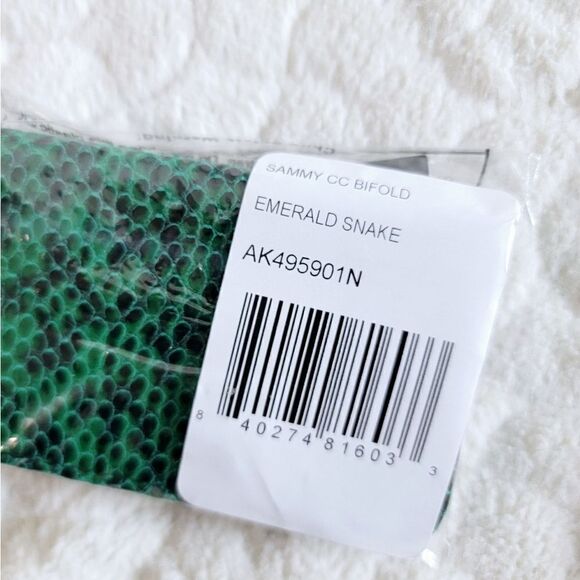 SAMMY CC BIFOLD
EMERALD SNAKE
AK495901N
8 40274 81603 3